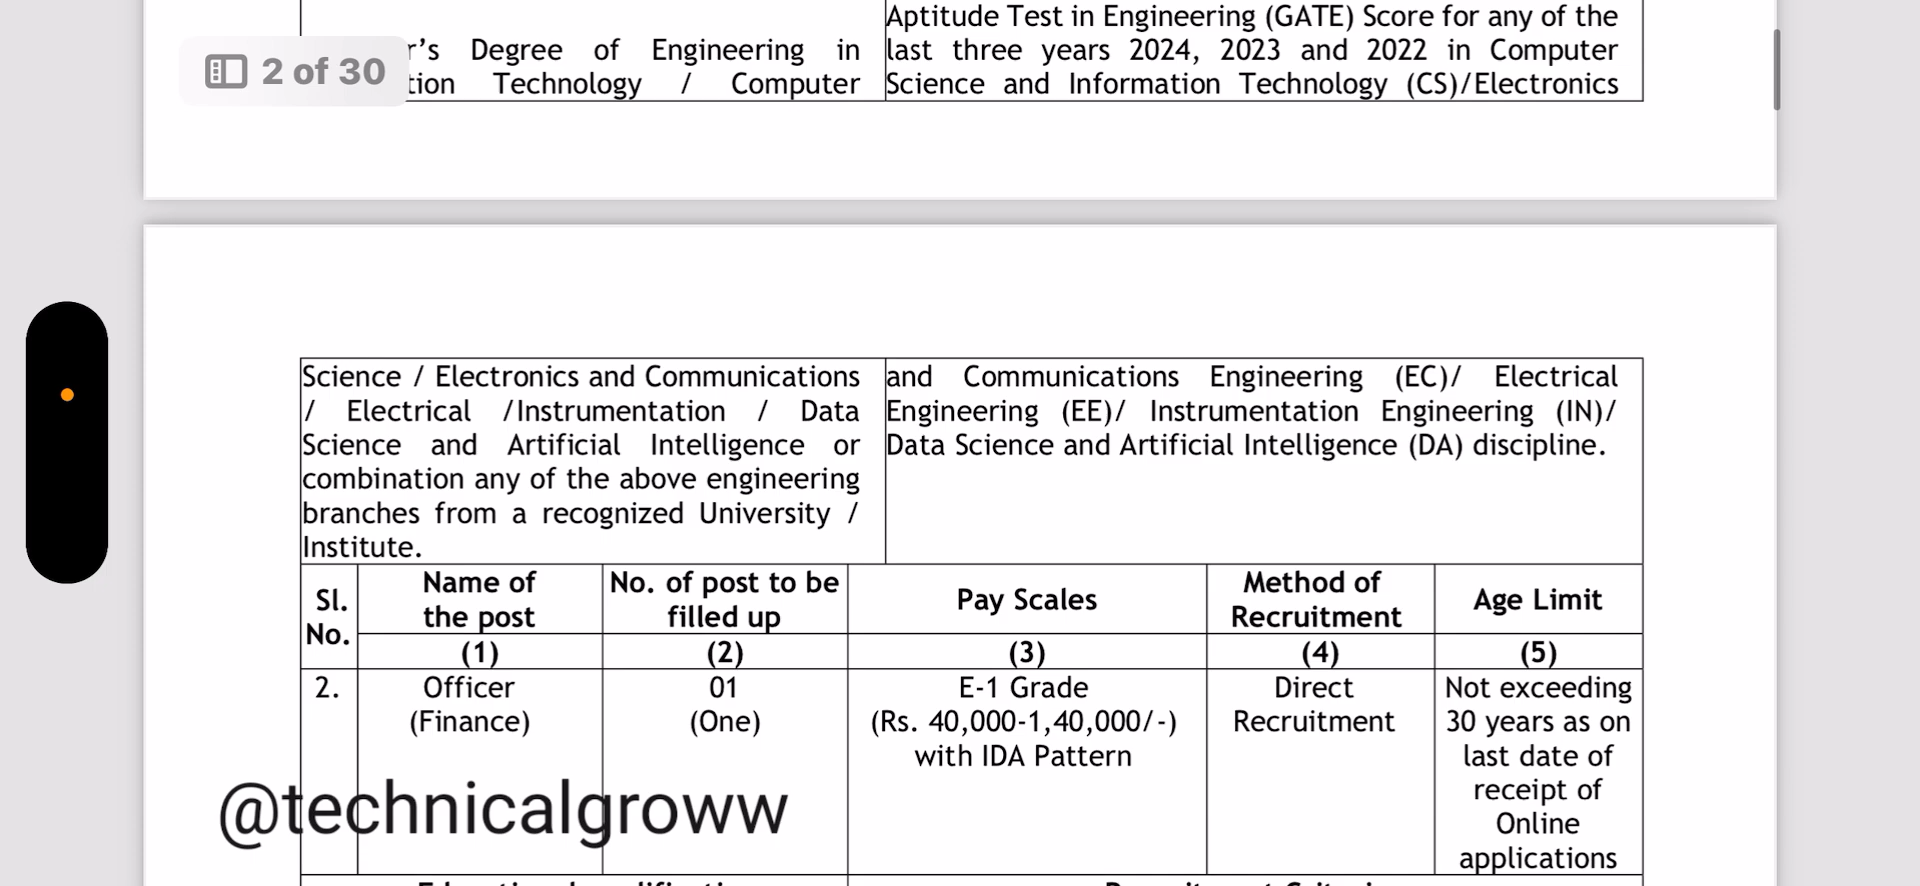 Aptitude Test in Engineering (GATE) Score for any of the
2 of 30
r’s Degree of Engineering in
last three years 2024, 2023 and 2022 in Computer
tion Technology / Computer
Science and Information Technology (CS)/Electronics
Science / Electronics and Communications
/ Electrical /Instrumentation / Data
Science and Artificial Intelligence or
combination any of the above engineering
branches from a recognized University /
Institute.
and Communications Engineering (EC)/ Electrical
Engineering (EE)/ Instrumentation Engineering (IN)/
Data Science and Artificial Intelligence (DA) discipline.
Sl.
No.
Name of
the post
No. of post to be
filled up
Pay Scales
Method of
Recruitment
Age Limit
(1)
(2)
(3)
(4)
(5)
2.
Officer
(Finance)
01
(One)
E-1 Grade
(Rs. 40,000-1,40,000/-)
with IDA Pattern
Direct
Recruitment
Not exceeding
30 years as on
last date of
receipt of
Online
applications
@technicalgroww